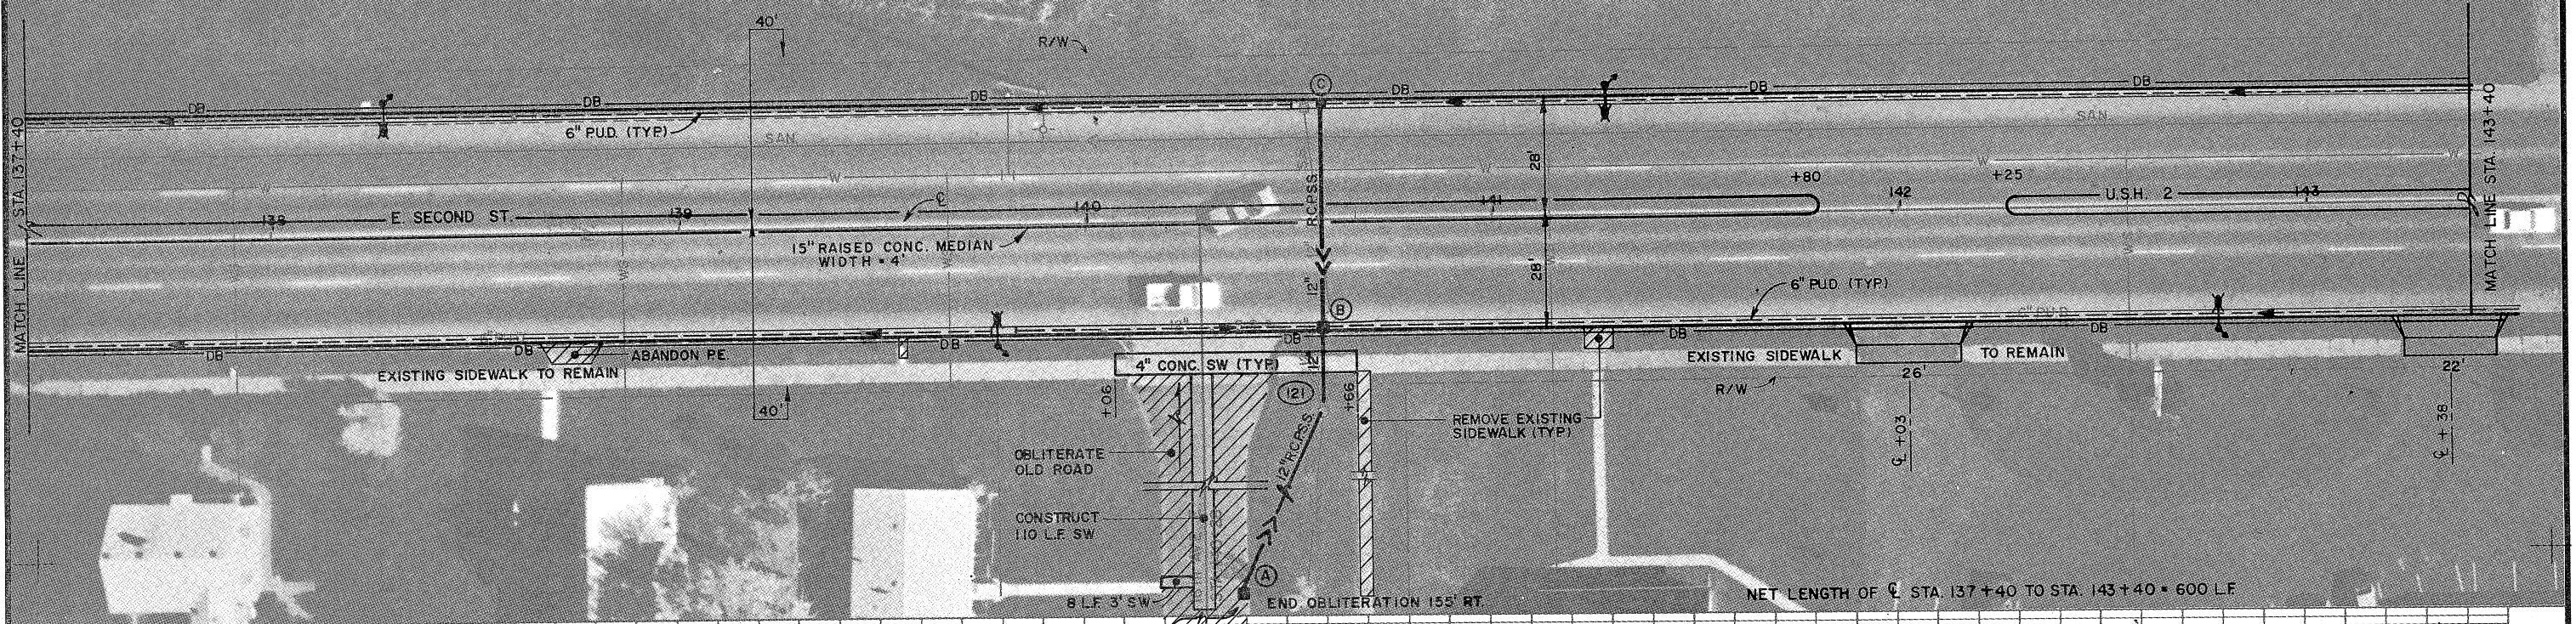 40'
R/W
C
DB
DB
DB
DB
DB
DB
6" P.U.D. (TYP)
SAN.
SAN.
MATCH LINE STA. 137+40
MATCH LINE STA. 143+40
28'
W
W
W
W
W
+80
+25
R.C.P.S.S.
138
E. SECOND ST.
139
℄
140
141
142
U.S.H. 2
143
15" RAISED CONC. MEDIAN
WIDTH = 4'
28'
12"
B
6" P.U.D. (TYP.)
DB
DB
DB
DB
DB
DB
ABANDON P.E.
EXISTING SIDEWALK TO REMAIN
4" CONC. SW (TYP.)
12"
EXISTING SIDEWALK TO REMAIN
R/W
26'
22'
40'
+06
121
+66
REMOVE EXISTING
SIDEWALK (TYP)
℄ +03
℄ +38
OBLITERATE
OLD ROAD
12" R.C.P.S.S.
CONSTRUCT
110 L.F. SW
A
8 L.F. 3' SW
END OBLITERATION 155' RT.
NET LENGTH OF ℄ STA. 137+40 TO STA. 143+40 = 600 L.F.